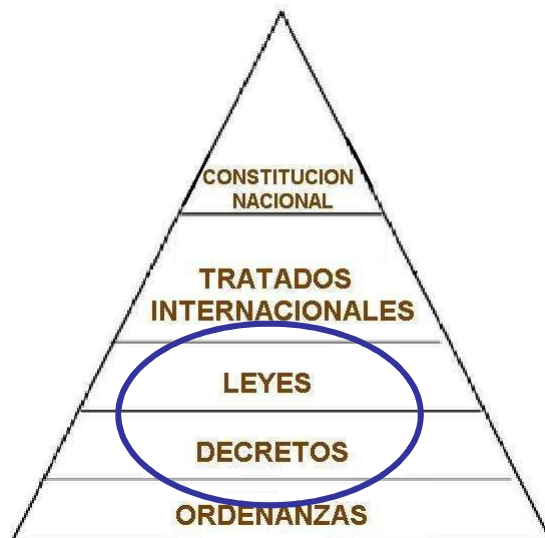 CONSTITUCION
NACIONAL
TRATADOS
INTERNACIONALES
LEYES
DECRETOS
ORDENANZAS